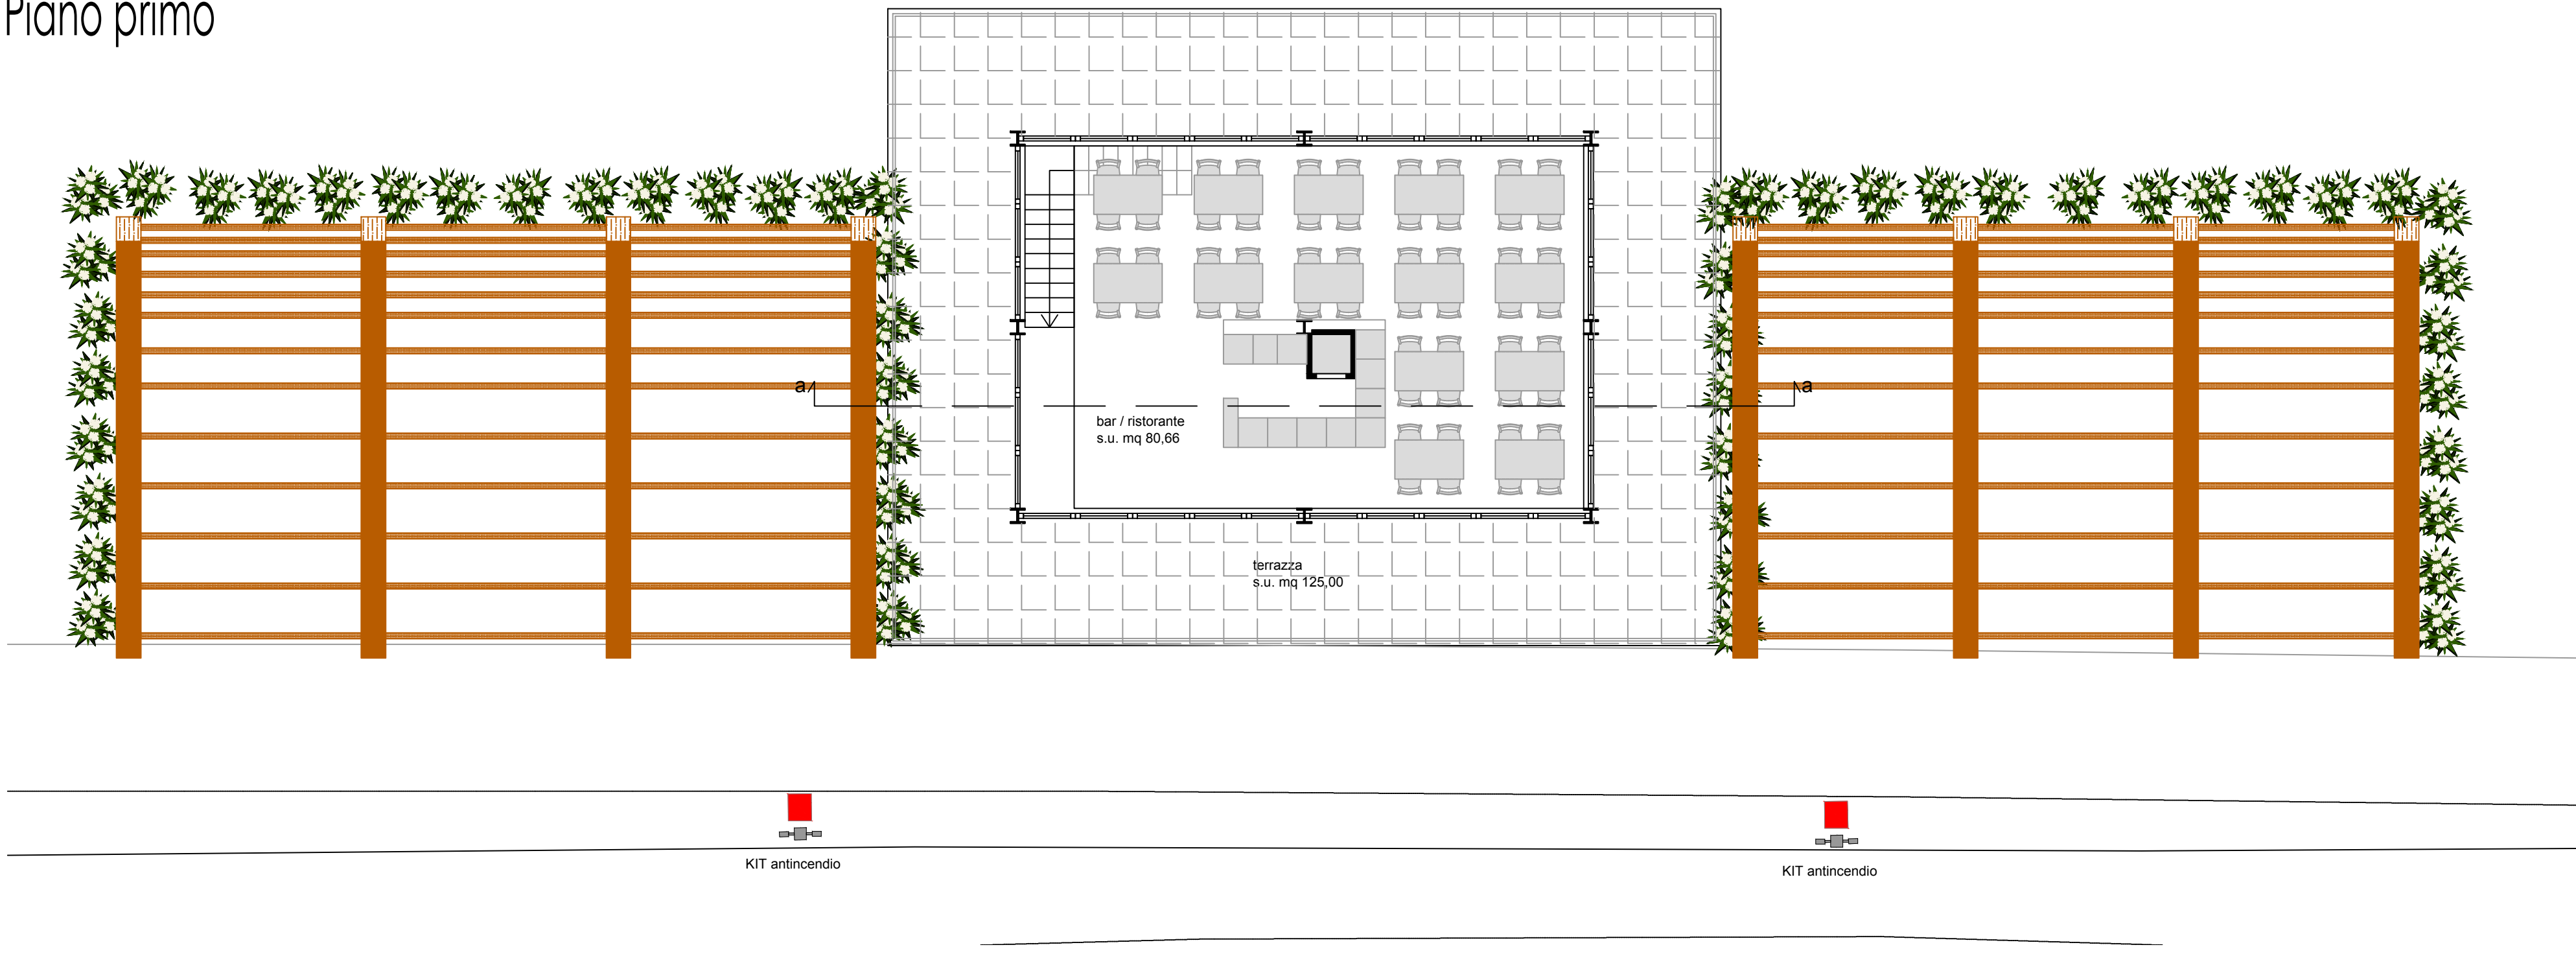 Piano primo
a
a
bar / ristorante
s.u. mq 80,66
terrazza
s.u. mq 125,00
KIT antincendio
KIT antincendio